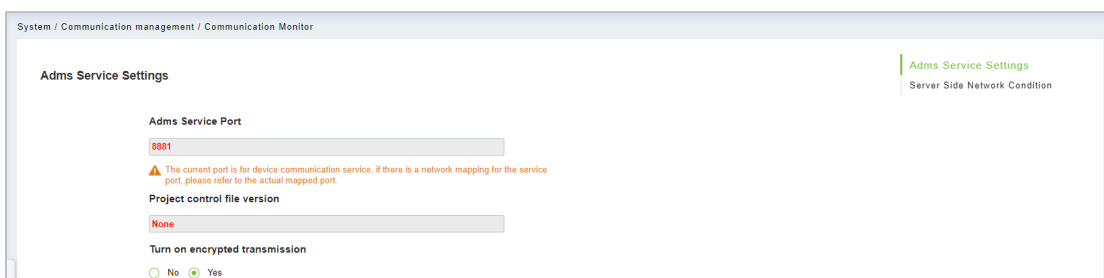 System / Communication management / Communication Monitor
Adms Service Settings
Adms Service Settings
Server Side Network Condition
Adms Service Port
8881
The current port is for device communication service, if there is a network mapping for the service
port, please refer to the actual mapped port.
Project control file version
None
Turn on encrypted transmission
No Yes